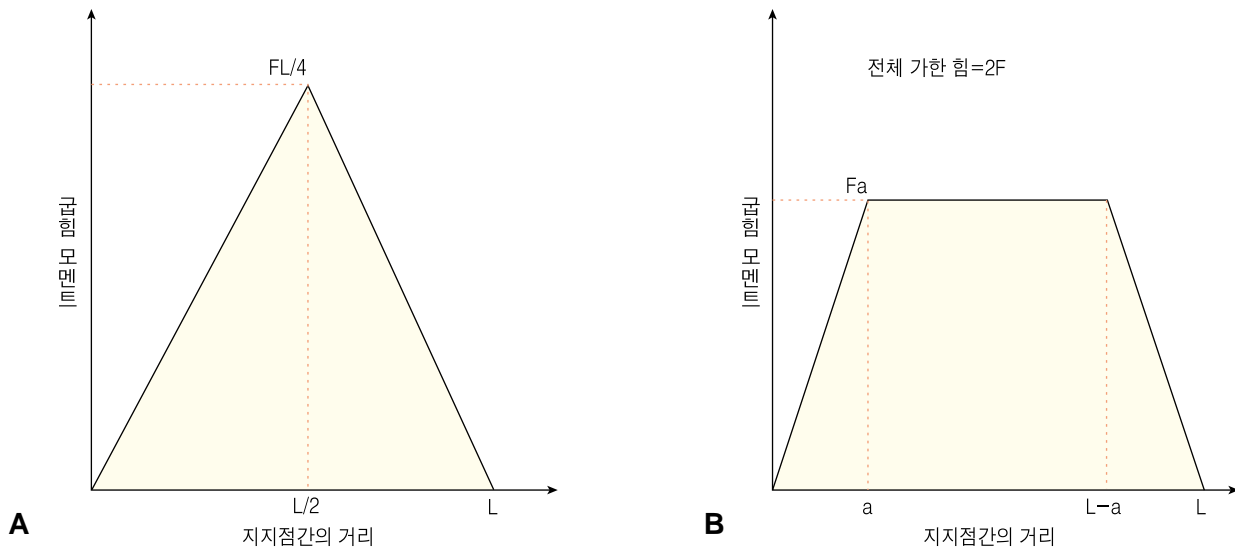 FL/4
굽힘 모멘트
L/2
L
A
지지점간의 거리
전체 가한 힘=2F
Fa
굽힘 모멘트
a
L-a
L
B
지지점간의 거리